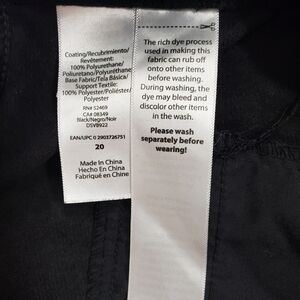 Coating/Recubrimiento/
Revêtement:
100% Polyurethane/
Poliuretano/Polyuréthane
Base Fabric/Tela Básica/
Support Textile:
100% Polyester/Poliéster/
Polyester
RN# 52469
CA# 08349
Black/Negro/Noir
DSV8922
EAN/UPC 0 2903726751
20
Made In China
Hecho En China
Fabriqué en Chine
The rich dye process
used in making this
fabric can rub off
onto other items
before washing.
During washing, the
dye may bleed and
discolor other items
in the wash.
Please wash
separately before
wearing!